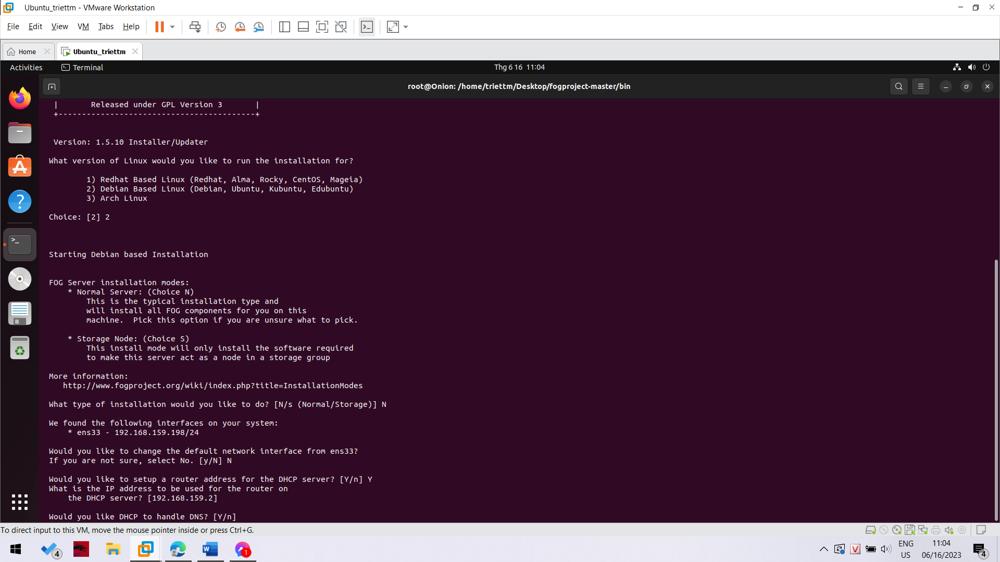 Ubuntu_triettm - VMware Workstation
File Edit View VM Tabs Help
Home
Ubuntu_triettm
Activities
Terminal
Thg 6 16 11:04
root@Onion: /home/triettm/Desktop/fogproject-master/bin
|       Released under GPL Version 3       |
+------------------------------------------+
Version: 1.5.10 Installer/Updater
What version of Linux would you like to run the installation for?
1) Redhat Based Linux (Redhat, Alma, Rocky, CentOS, Mageia)
2) Debian Based Linux (Debian, Ubuntu, Kubuntu, Edubuntu)
3) Arch Linux
Choice: [2] 2
Starting Debian based Installation
FOG Server installation modes:
* Normal Server: (Choice N)
This is the typical installation type and
will install all FOG components for you on this
machine.  Pick this option if you are unsure what to pick.
* Storage Node: (Choice S)
This install mode will only install the software required
to make this server act as a node in a storage group
More information:
http://www.fogproject.org/wiki/index.php?title=InstallationModes
What type of installation would you like to do? [N/s (Normal/Storage)] N
We found the following interfaces on your system:
* ens33 - 192.168.159.198/24
Would you like to change the default network interface from ens33?
If you are not sure, select No. [y/N] N
Would you like to setup a router address for the DHCP server? [Y/n] Y
What is the IP address to be used for the router on
the DHCP server? [192.168.159.2]
Would you like DHCP to handle DNS? [Y/n]
To direct input to this VM, move the mouse pointer inside or press Ctrl+G.
4
W
1
V
ENG
US
11:04
06/16/2023
4